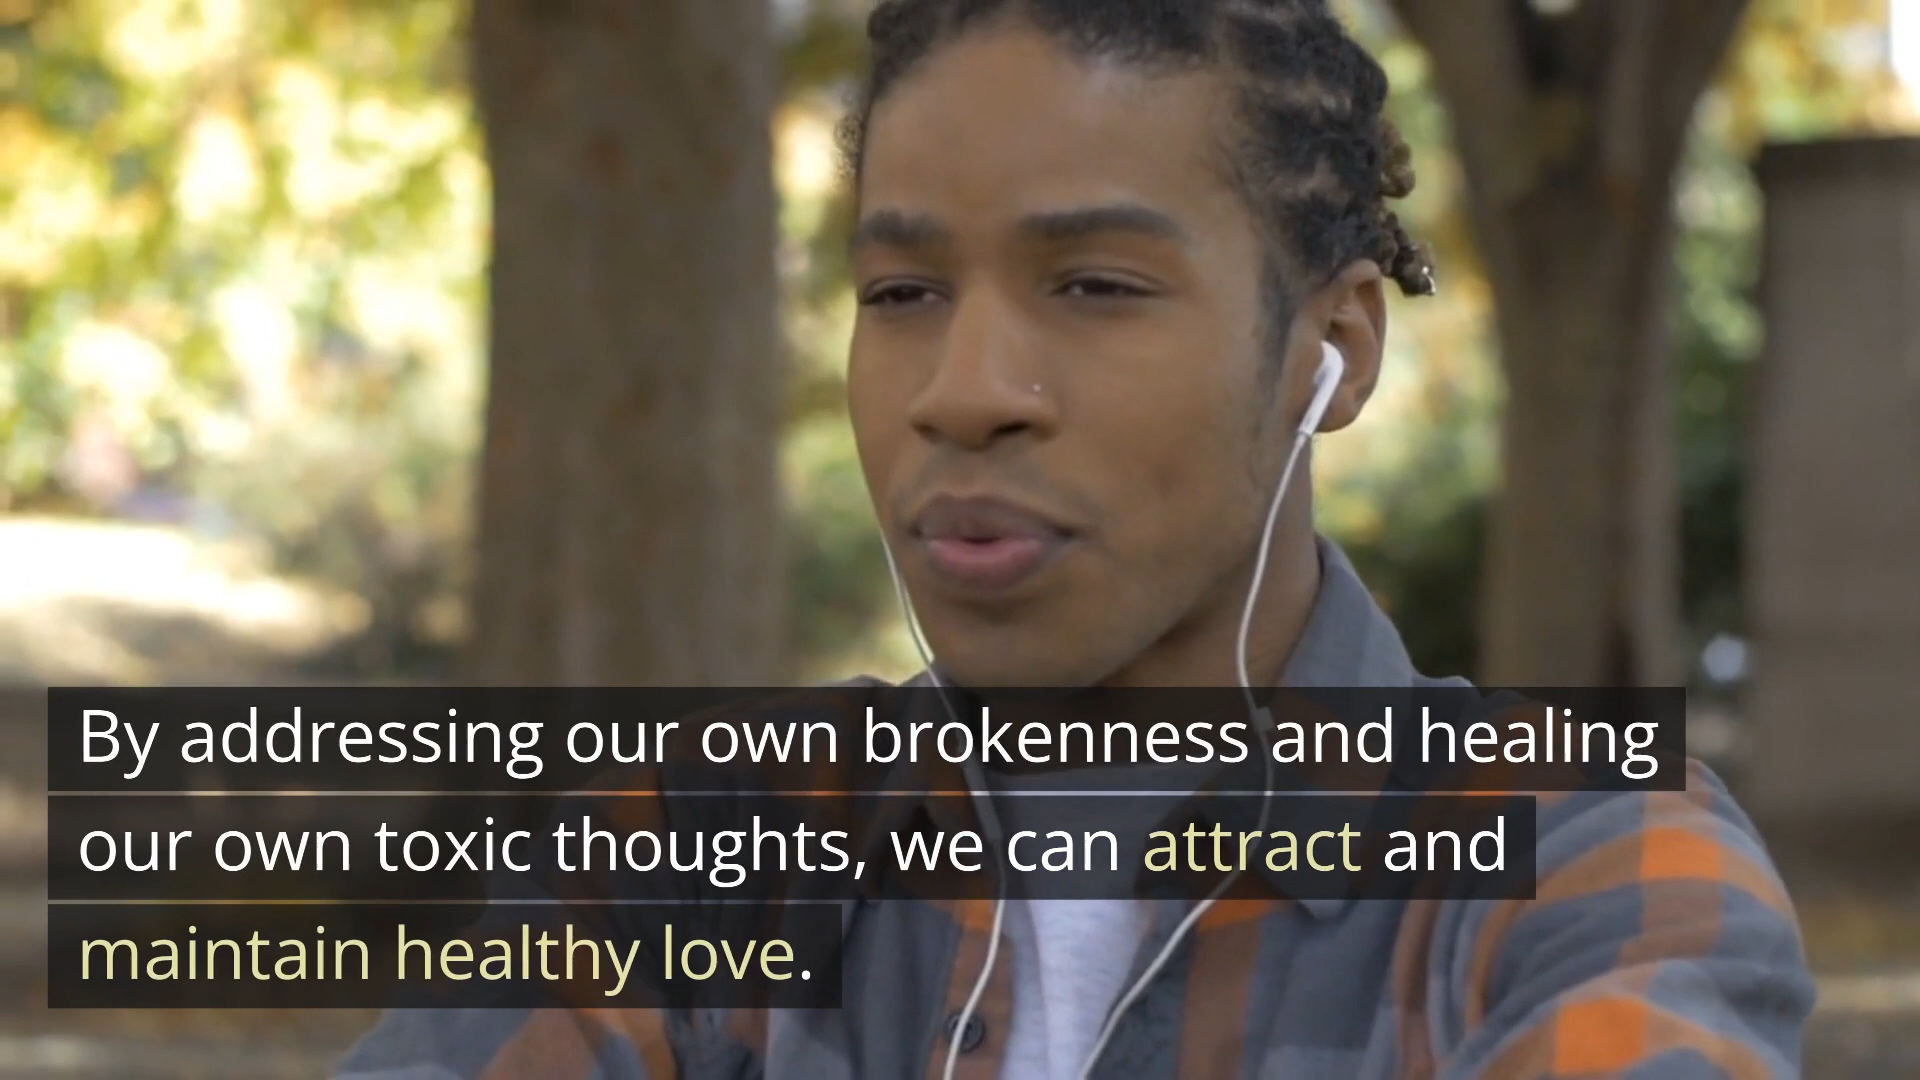 By addressing our own brokenness and healing
our own toxic thoughts, we can attract and
maintain healthy love.